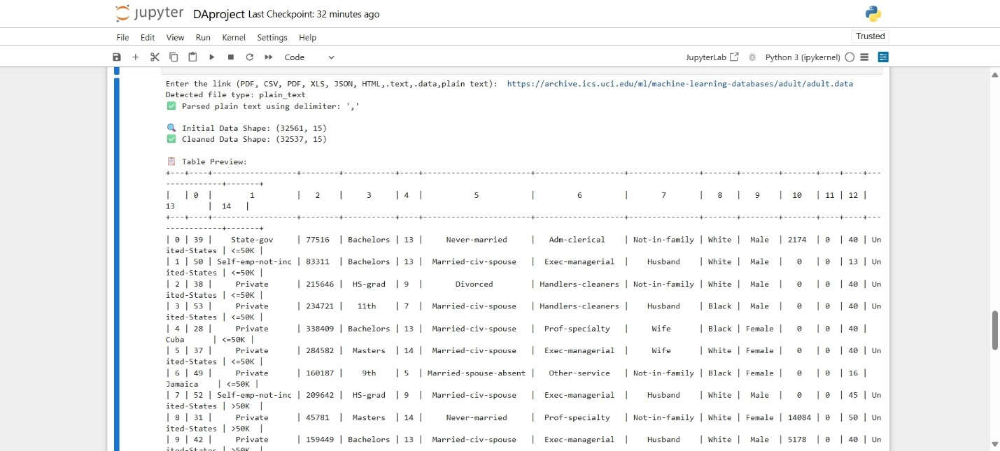 jupyter DAproject Last Checkpoint: 32 minutes ago
File Edit View Run Kernel Settings Help Trusted
Code JupyterLab Python 3 (ipykernel)
Enter the link (PDF, CSV, PDF, XLS, JSON, HTML,.text,.data,plain text): https://archive.ics.uci.edu/ml/machine-learning-databases/adult/adult.data
Detected file type: plain_text
✅ Parsed plain text using delimiter: ','
🔍 Initial Data Shape: (32561, 15)
✅ Cleaned Data Shape: (32537, 15)
📋 Table Preview:
+---+----+------------------+--------+-----------+----+-----------------------+-------------------+---------------+-------+--------+-------+----+----+---
------------+-------+
| | 0 | 1 | 2 | 3 | 4 | 5 | 6 | 7 | 8 | 9 | 10 | 11 | 12 |
13 | 14 |
+---+----+------------------+--------+-----------+----+-----------------------+-------------------+---------------+-------+--------+-------+----+----+---
------------+-------+
| 0 | 39 | State-gov | 77516 | Bachelors | 13 | Never-married | Adm-clerical | Not-in-family | White | Male | 2174 | 0 | 40 | Un
ited-States | <=50K |
| 1 | 50 | Self-emp-not-inc | 83311 | Bachelors | 13 | Married-civ-spouse | Exec-managerial | Husband | White | Male | 0 | 0 | 13 | Un
ited-States | <=50K |
| 2 | 38 | Private | 215646 | HS-grad | 9 | Divorced | Handlers-cleaners | Not-in-family | White | Male | 0 | 0 | 40 | Un
ited-States | <=50K |
| 3 | 53 | Private | 234721 | 11th | 7 | Married-civ-spouse | Handlers-cleaners | Husband | Black | Male | 0 | 0 | 40 | Un
ited-States | <=50K |
| 4 | 28 | Private | 338409 | Bachelors | 13 | Married-civ-spouse | Prof-specialty | Wife | Black | Female | 0 | 0 | 40 |
Cuba | <=50K |
| 5 | 37 | Private | 284582 | Masters | 14 | Married-civ-spouse | Exec-managerial | Wife | White | Female | 0 | 0 | 40 | Un
ited-States | <=50K |
| 6 | 49 | Private | 160187 | 9th | 5 | Married-spouse-absent | Other-service | Not-in-family | Black | Female | 0 | 0 | 16 |
Jamaica | <=50K |
| 7 | 52 | Self-emp-not-inc | 209642 | HS-grad | 9 | Married-civ-spouse | Exec-managerial | Husband | White | Male | 0 | 0 | 45 | Un
ited-States | >50K |
| 8 | 31 | Private | 45781 | Masters | 14 | Never-married | Prof-specialty | Not-in-family | White | Female | 14084 | 0 | 50 | Un
ited-States | >50K |
| 9 | 42 | Private | 159449 | Bachelors | 13 | Married-civ-spouse | Exec-managerial | Husband | White | Male | 5178 | 0 | 40 | Un
ited-States | >50K |